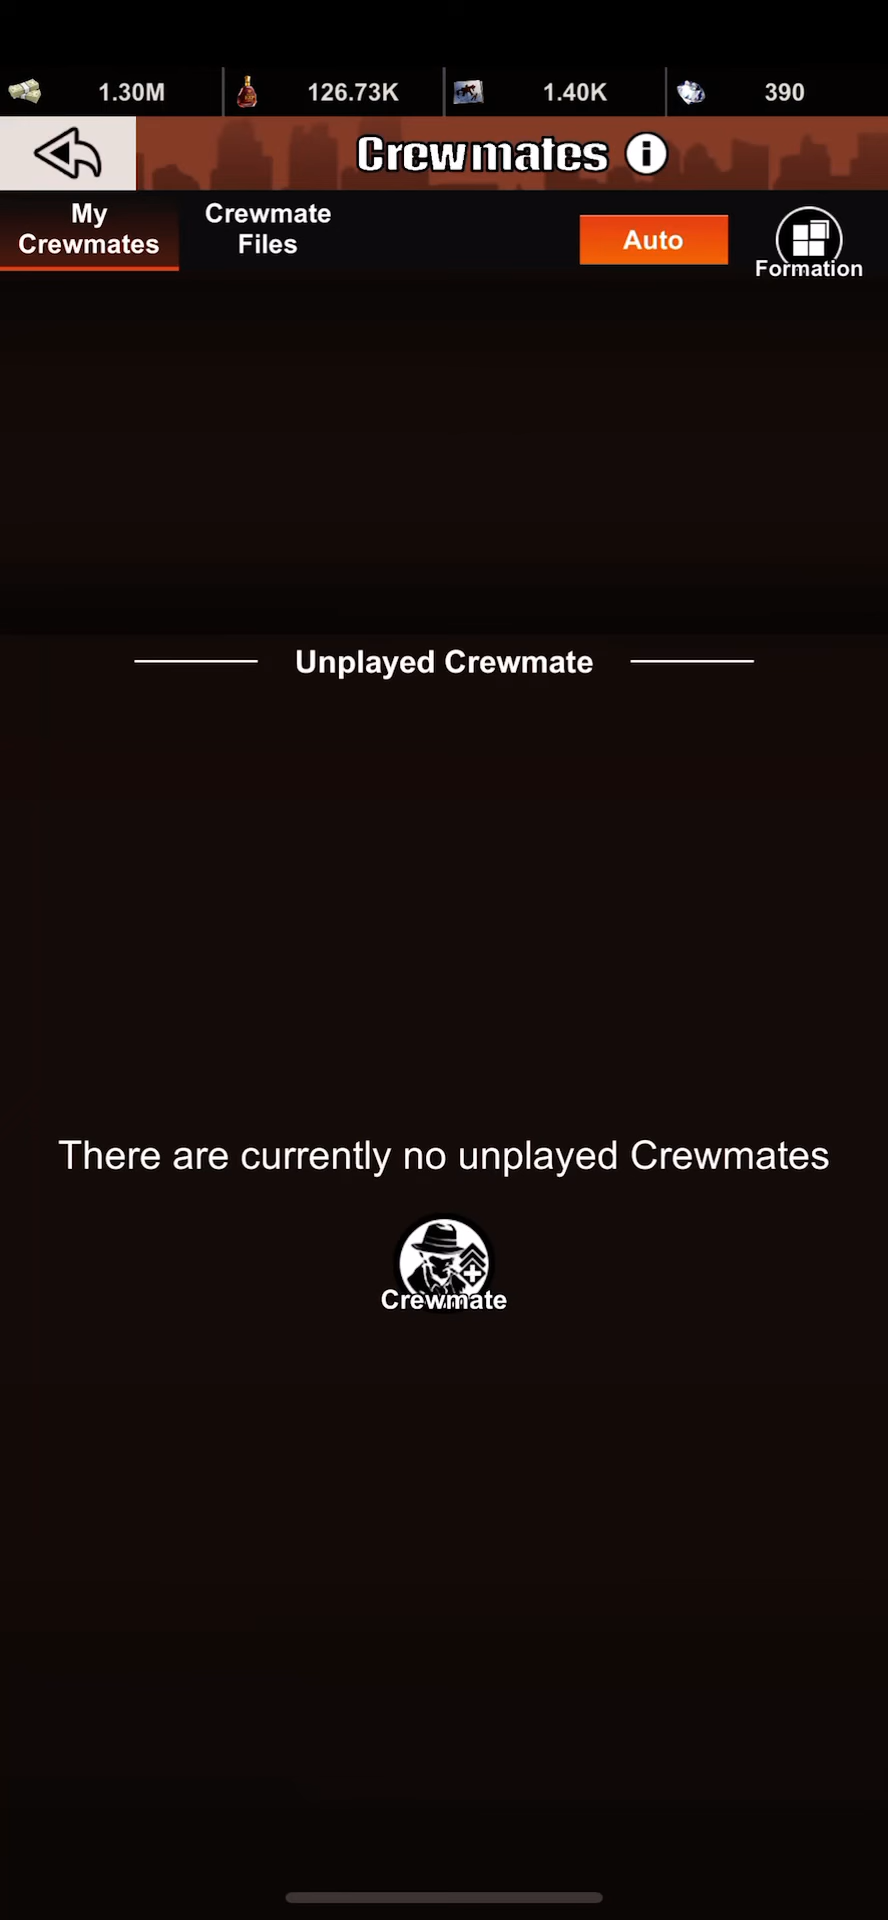 1.30M 126.73K 1.40K 390
Crewmates i
My
Crewmates
Crewmate
Files
Auto
Formation
Unplayed Crewmate
There are currently no unplayed Crewmates
Crewmate